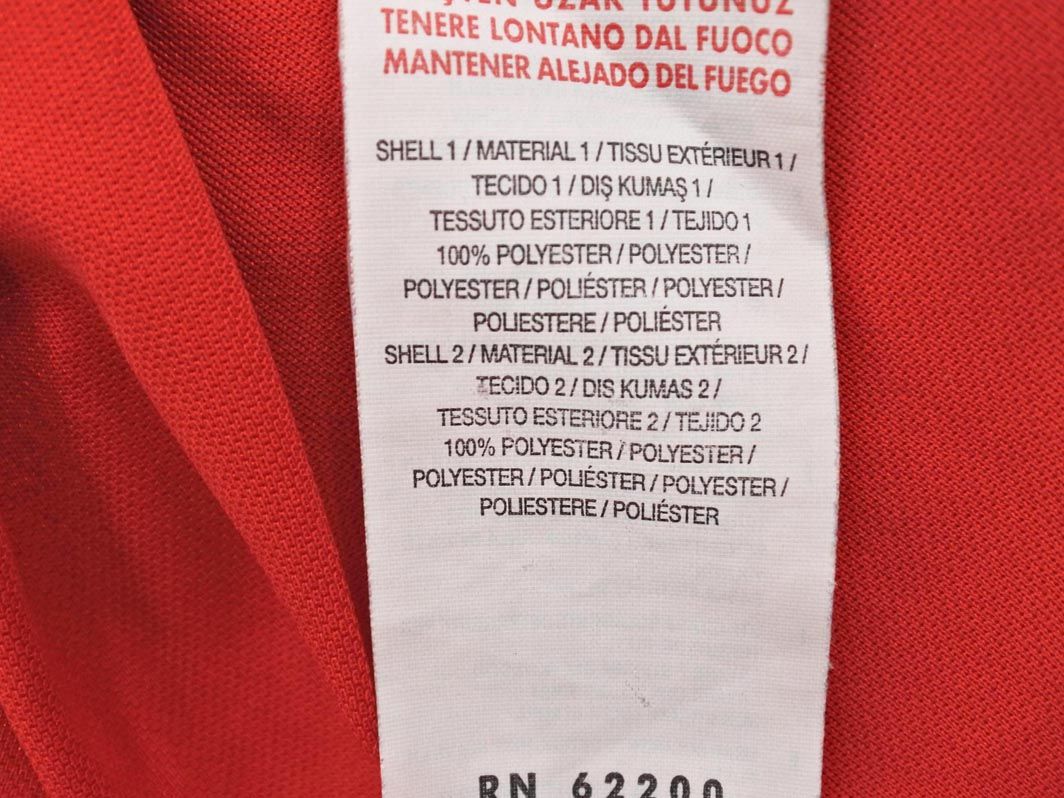 UZAK TUTUNUZ
TENERE LONTANO DAL FUOCO
MANTENER ALEJADO DEL FUEGO
SHELL 1 / MATERIAL 1 / TISSU EXTÉRIEUR 1 /
TECIDO 1 / DIŞ KUMAŞ 1 /
TESSUTO ESTERIORE 1 / TEJIDO 1
100% POLYESTER / POLYESTER /
POLYESTER / POLIÉSTER / POLYESTER /
POLIESTERE / POLIÉSTER
SHELL 2 / MATERIAL 2 / TISSU EXTÉRIEUR 2 /
TECIDO 2 / DIS KUMAS 2 /
TESSUTO ESTERIORE 2 / TEJIDO 2
100% POLYESTER / POLYESTER /
POLYESTER / POLIÉSTER / POLYESTER /
POLIESTERE / POLIÉSTER
RN 62200